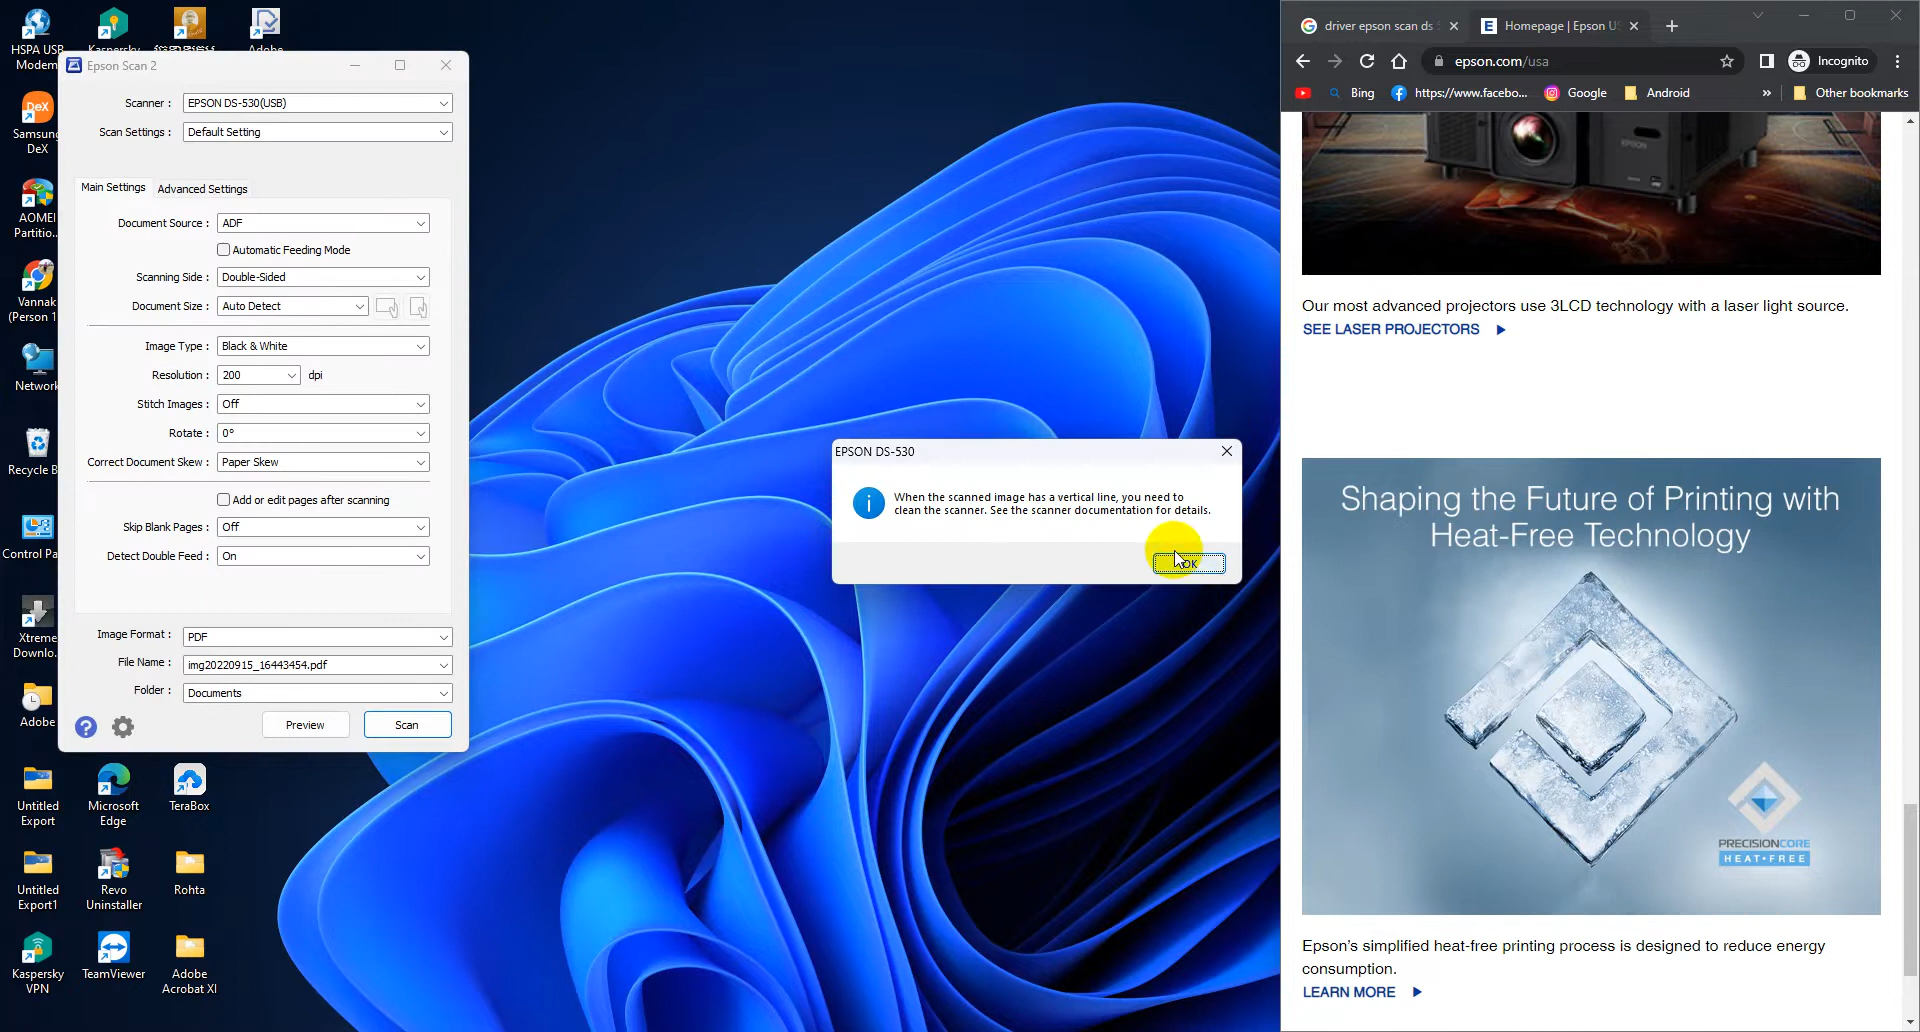 HSPA USB
Modem
Kaspersky
Adobe
Samsung
DeX
AOMEI
Partitio...
Vannak
(Person 1
Network
Recycle B
Control Pa
Xtreme
Downlo...
Adobe
Untitled
Export
Microsoft
Edge
TeraBox
Untitled
Export1
Revo
Uninstaller
Rohta
Kaspersky
VPN
TeamViewer
Adobe
Acrobat XI
DeX
Epson Scan 2
Scanner :
EPSON DS-530(USB)
Scan Settings :
Default Setting
Main Settings
Advanced Settings
Document Source :
ADF
Automatic Feeding Mode
Scanning Side :
Double-Sided
Document Size :
Auto Detect
Image Type :
Black & White
Resolution :
200
dpi
Stitch Images :
Off
Rotate :
0°
Correct Document Skew :
Paper Skew
Add or edit pages after scanning
Skip Blank Pages :
Off
Detect Double Feed :
On
Image Format :
PDF
File Name :
img20220915_16443454.pdf
Folder :
Documents
?
Preview
Scan
EPSON DS-530
i
When the scanned image has a vertical line, you need to
clean the scanner. See the scanner documentation for details.
OK
G
driver epson scan ds
E
Homepage | Epson US
epson.com/usa
Incognito
Bing
https://www.facebo...
Google
Android
»
Other bookmarks
EPSON
Our most advanced projectors use 3LCD technology with a laser light source.
SEE LASER PROJECTORS
Shaping the Future of Printing with
Heat-Free Technology
PRECISIONCORE
HEAT•FREE
Epson’s simplified heat-free printing process is designed to reduce energy
consumption.
LEARN MORE